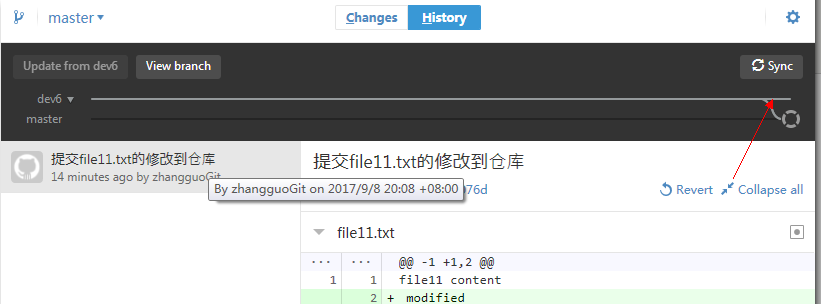 master
Changes
History
Update from dev6
View branch
Sync
dev6
master
提交file11.txt的修改到仓库
14 minutes ago by zhangguoGit
By zhangguoGit on 2017/9/8 20:08 +08:00
提交file11.txt的修改到仓库
76d
Revert
Collapse all
file11.txt
··· ··· @@ -1 +1,2 @@
1 1 file11 content
2 + modified